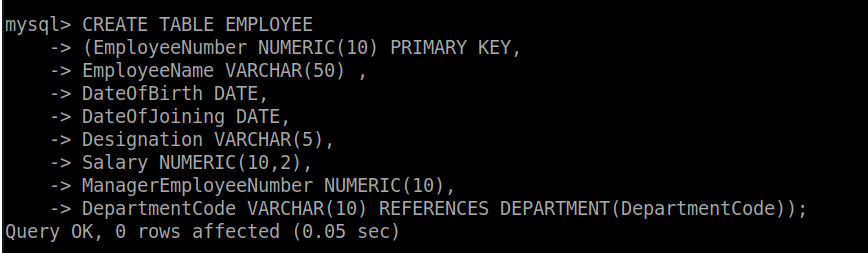 mysql> CREATE TABLE EMPLOYEE
    -> (EmployeeNumber NUMERIC(10) PRIMARY KEY,
    -> EmployeeName VARCHAR(50) ,
    -> DateOfBirth DATE,
    -> DateOfJoining DATE,
    -> Designation VARCHAR(5),
    -> Salary NUMERIC(10,2),
    -> ManagerEmployeeNumber NUMERIC(10),
    -> DepartmentCode VARCHAR(10) REFERENCES DEPARTMENT(DepartmentCode));
Query OK, 0 rows affected (0.05 sec)